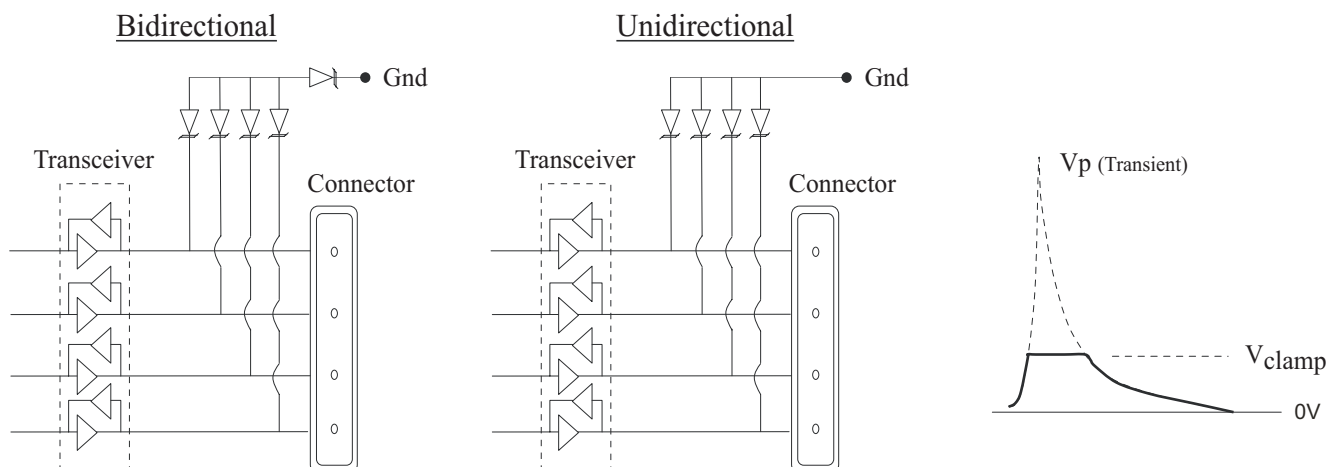 Bidirectional
Gnd
Transceiver
Connector
Unidirectional
Gnd
Transceiver
Connector
Vp (Transient)
Vclamp
0V